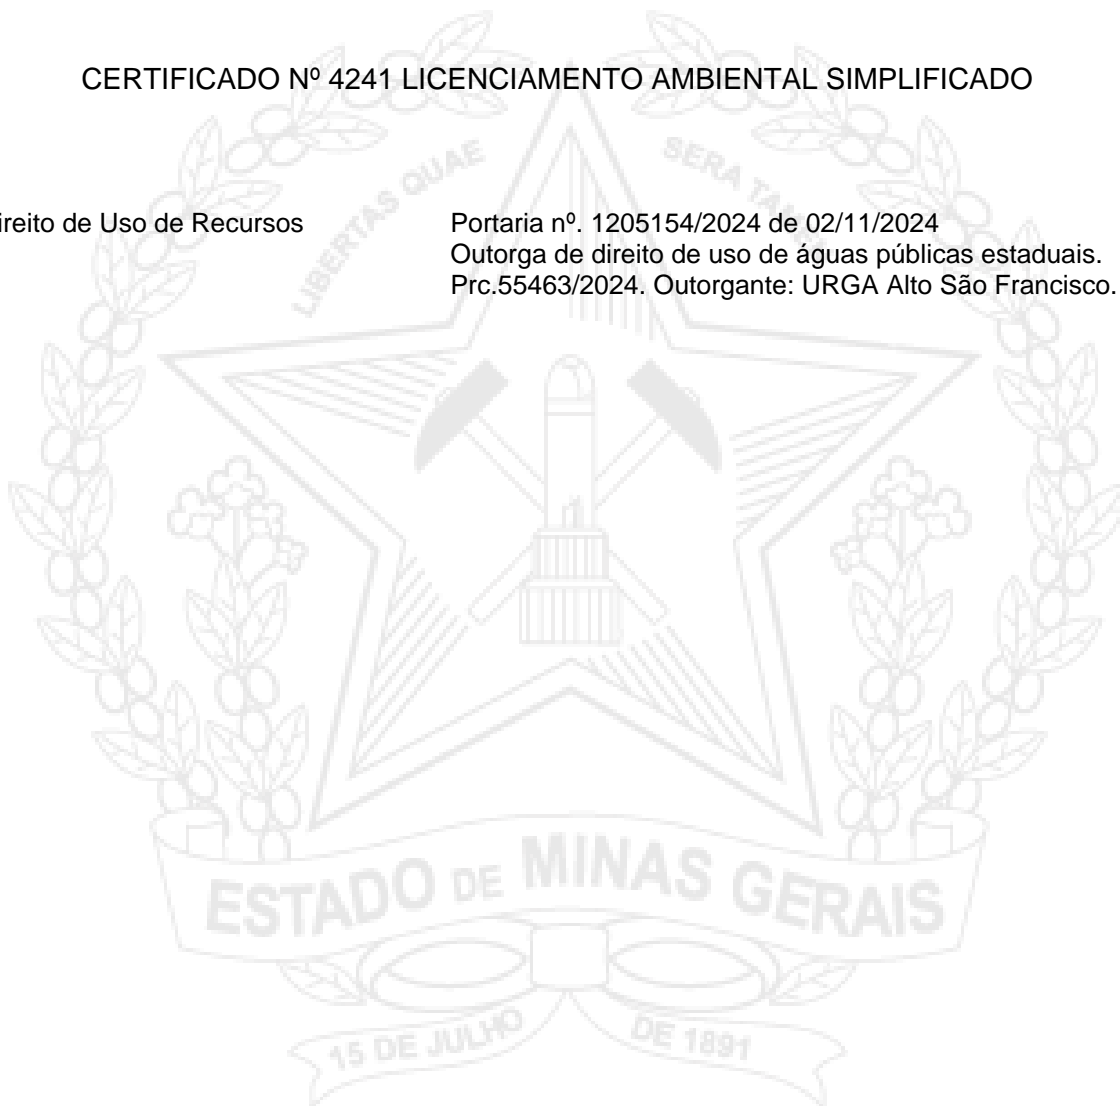 CERTIFICADO Nº 4241 LICENCIAMENTO AMBIENTAL SIMPLIFICADO
LIBERTAS QUAE SERA TAMEN
ireito de Uso de Recursos
Portaria nº. 1205154/2024 de 02/11/2024
Outorga de direito de uso de águas públicas estaduais.
Prc.55463/2024. Outorgante: URGA Alto São Francisco.
ESTADO DE MINAS GERAIS
15 DE JULHO DE 1891